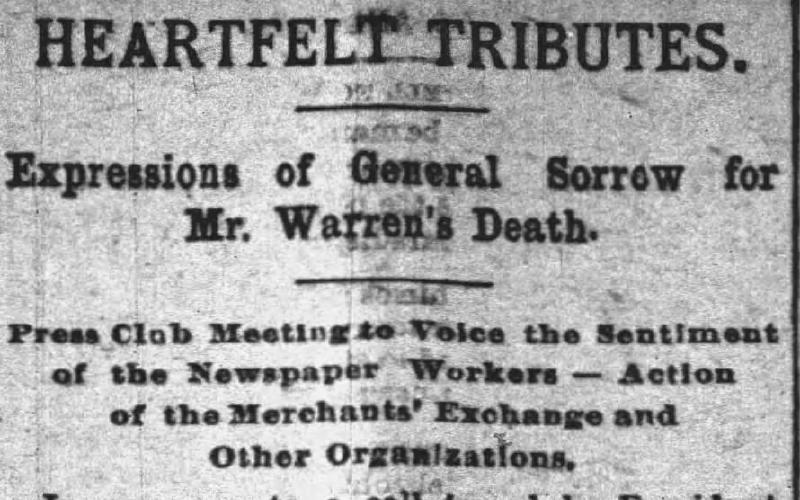 HEARTFELT TRIBUTES.
Expressions of General Sorrow for
Mr. Warren's Death.
Press Club Meeting to Voice the Sentiment
of the Newspaper Workers — Action
of the Merchants' Exchange and
Other Organizations.